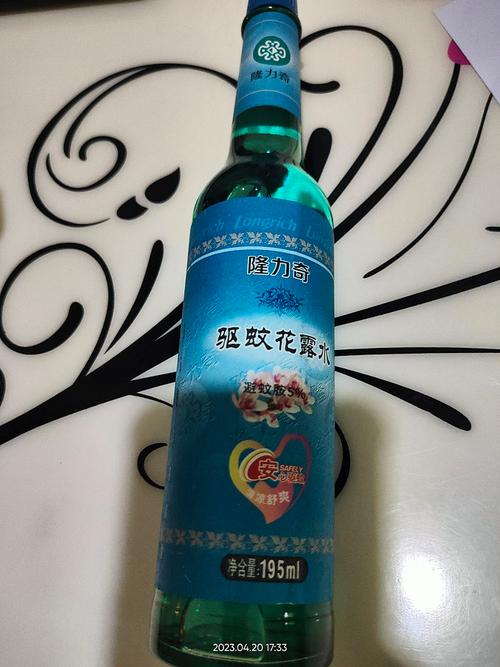 隆力奇
Longrich
隆力奇
驱蚊花露水
避蚊胺5%
安
SAFELY
清凉舒爽
净含量:195ml
2023.04.20 17:33